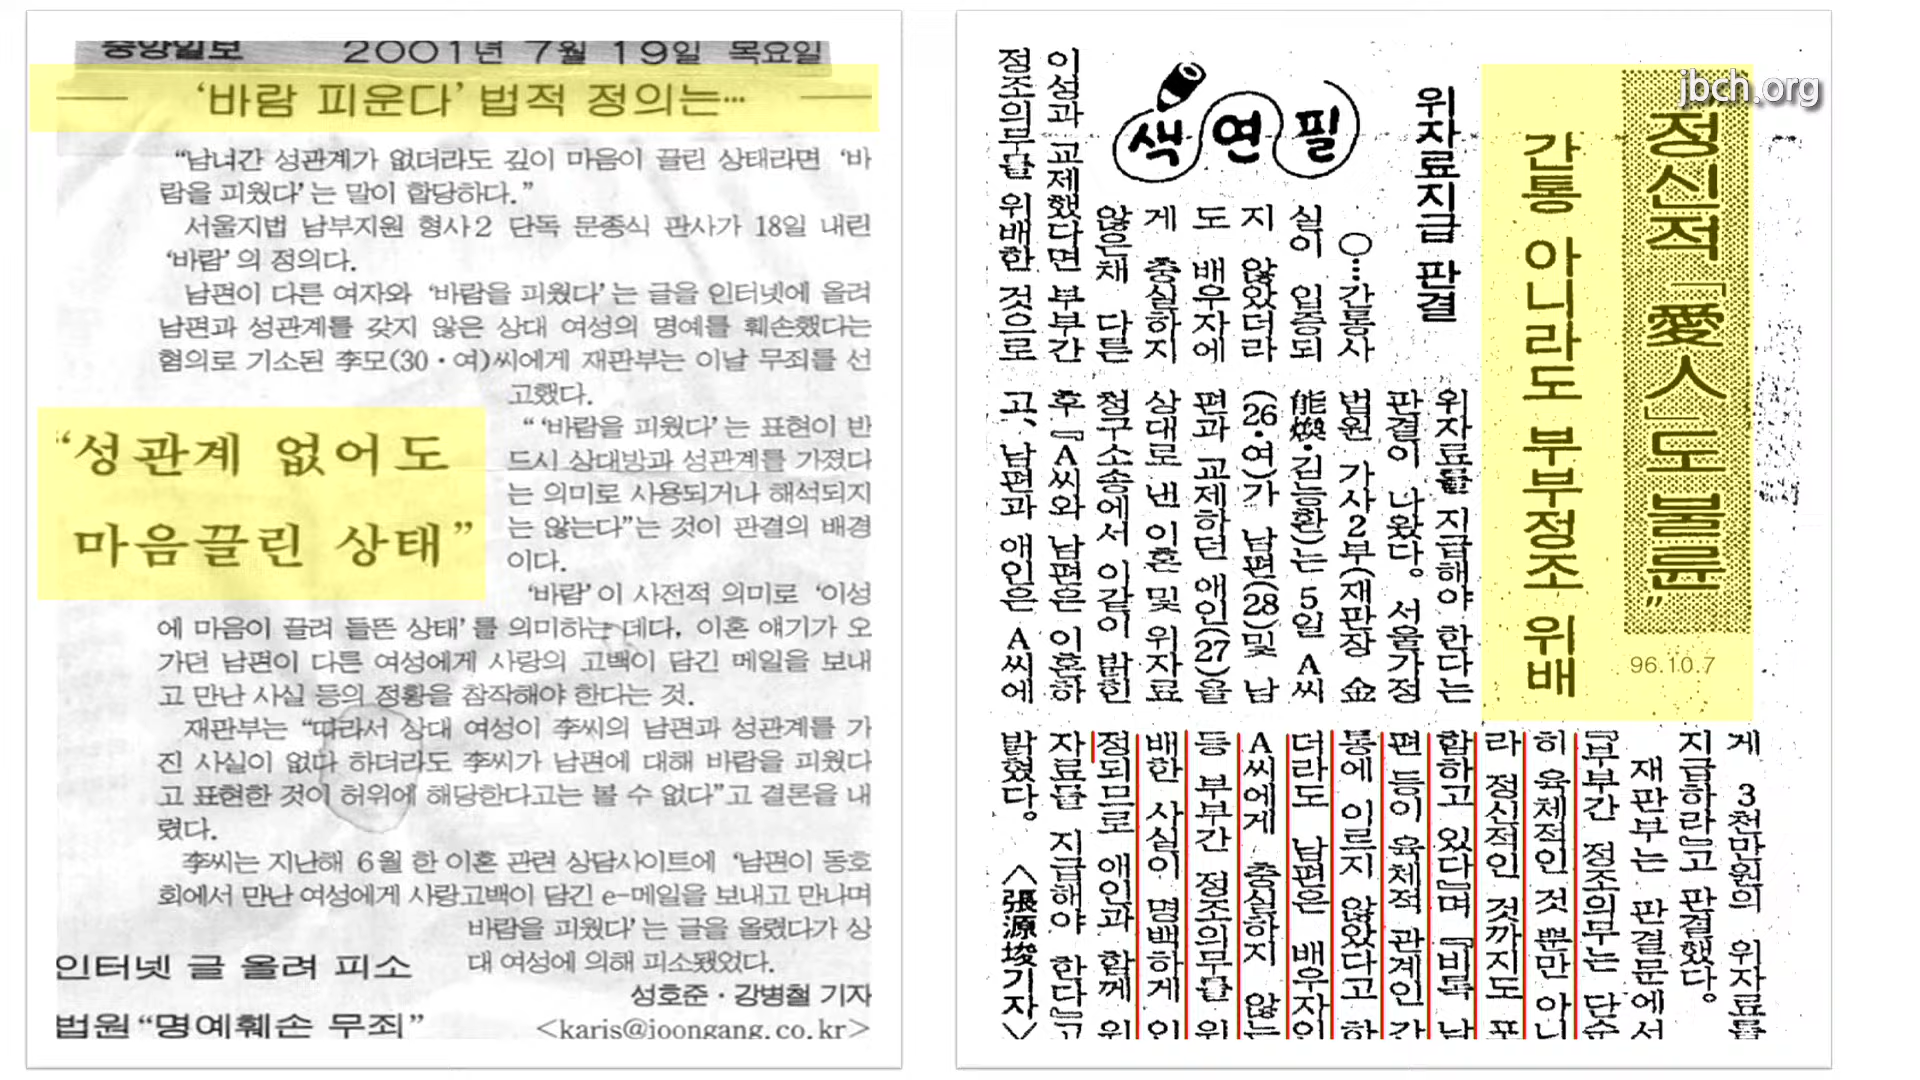 중앙일보 2001년 7월 19일 목요일
‘바람 피운다’ 법적 정의는…
“남녀간 성관계가 없더라도 깊이 마음이 끌린 상태라면 ‘바
람을 피웠다’는 말이 합당하다.”
서울지법 남부지원 형사2 단독 문종식 판사가 18일 내린
‘바람’의 정의다.
남편이 다른 여자와 ‘바람을 피웠다’는 글을 인터넷에 올려
남편과 성관계를 갖지 않은 상대 여성의 명예를 훼손했다는
혐의로 기소된 李모(30·여)씨에게 재판부는 이날 무죄를 선
고했다.
“성관계 없어도
마음끌린 상태”
“ ‘바람을 피웠다’는 표현이 반
드시 상대방과 성관계를 가졌다
는 의미로 사용되거나 해석되지
는 않는다”는 것이 판결의 배경
이다.
‘바람’이 사전적 의미로 ‘이성
에 마음이 끌려 들뜬 상태’를 의미하는 데다, 이혼 얘기가 오
가던 남편이 다른 여성에게 사랑의 고백이 담긴 메일을 보내
고 만난 사실 등의 정황을 참작해야 한다는 것.
재판부는 “따라서 상대 여성이 李씨의 남편과 성관계를 가
진 사실이 없다 하더라도 李씨가 남편에 대해 바람을 피웠다
고 표현한 것이 허위에 해당한다고는 볼 수 없다”고 결론을 내
렸다.
李씨는 지난해 6월 한 이혼 관련 상담사이트에 ‘남편이 동호
회에서 만난 여성에게 사랑고백이 담긴 e-메일을 보내고 만나며
바람을 피웠다’는 글을 올렸다가 상
대 여성에 의해 피소됐었다.
인터넷 글 올려 피소
법원 “명예훼손 무죄”
성호준·강병철 기자
<karis@joongang.co.kr>
jbch.org
“정신적「愛人」도 불륜”
96.10.7
간통 아니라도 부부정조 위배
위자료지급 판결
색연필
○…간통사
실이 입증되
지 않았더라
도 배우자에
게 충실하지
않은채 다른
이성과 교제했다면 부부간
정조의무를 위배한 것으로
위자료를 지급해야 한다는
판결이 나왔다. 서울가정
법원 가사2부(재판장 金
能煥·김능환)는 5일 A씨
(26·여)가 남편(28)및 남
편과 교제하던 애인(27)을
상대로 낸 이혼 및 위자료
청구소송에서 이같이 밝힌
후 『A씨와 남편은 이혼하
고, 남편과 애인은 A씨에
게 3천만원의 위자료를
지급하라』고 판결했다.
재판부는 판결문에서
『부부간 정조의무는 단순
히 육체적인 것 뿐만 아니
라 정신적인 것까지도 포
함하고 있다』며 『비록 남
편 등이 육체적 관계인 간
통에 이르지 않았다고 하
더라도 남편은 배우자인
A씨에게 충실하지 않는
등 부부간 정조의무를 위
배한 사실이 명백하게 인
정되므로 애인과 함께 위
자료를 지급해야 한다』고
밝혔다. <張源埈기자>